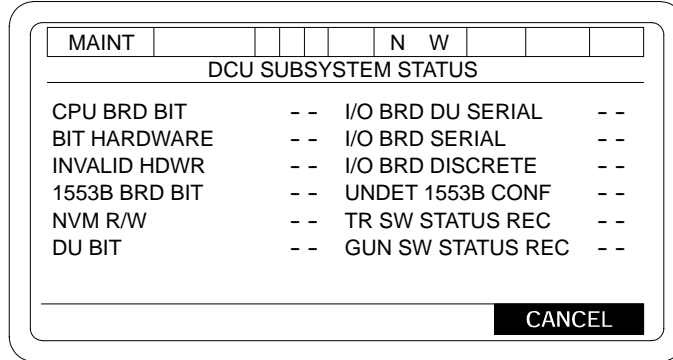 MAINT N W
DCU SUBSYSTEM STATUS
CPU BRD BIT - - I/O BRD DU SERIAL - -
BIT HARDWARE - - I/O BRD SERIAL - -
INVALID HDWR - - I/O BRD DISCRETE - -
1553B BRD BIT - - UNDET 1553B CONF - -
NVM R/W - - TR SW STATUS REC - -
DU BIT - - GUN SW STATUS REC - -
CANCEL